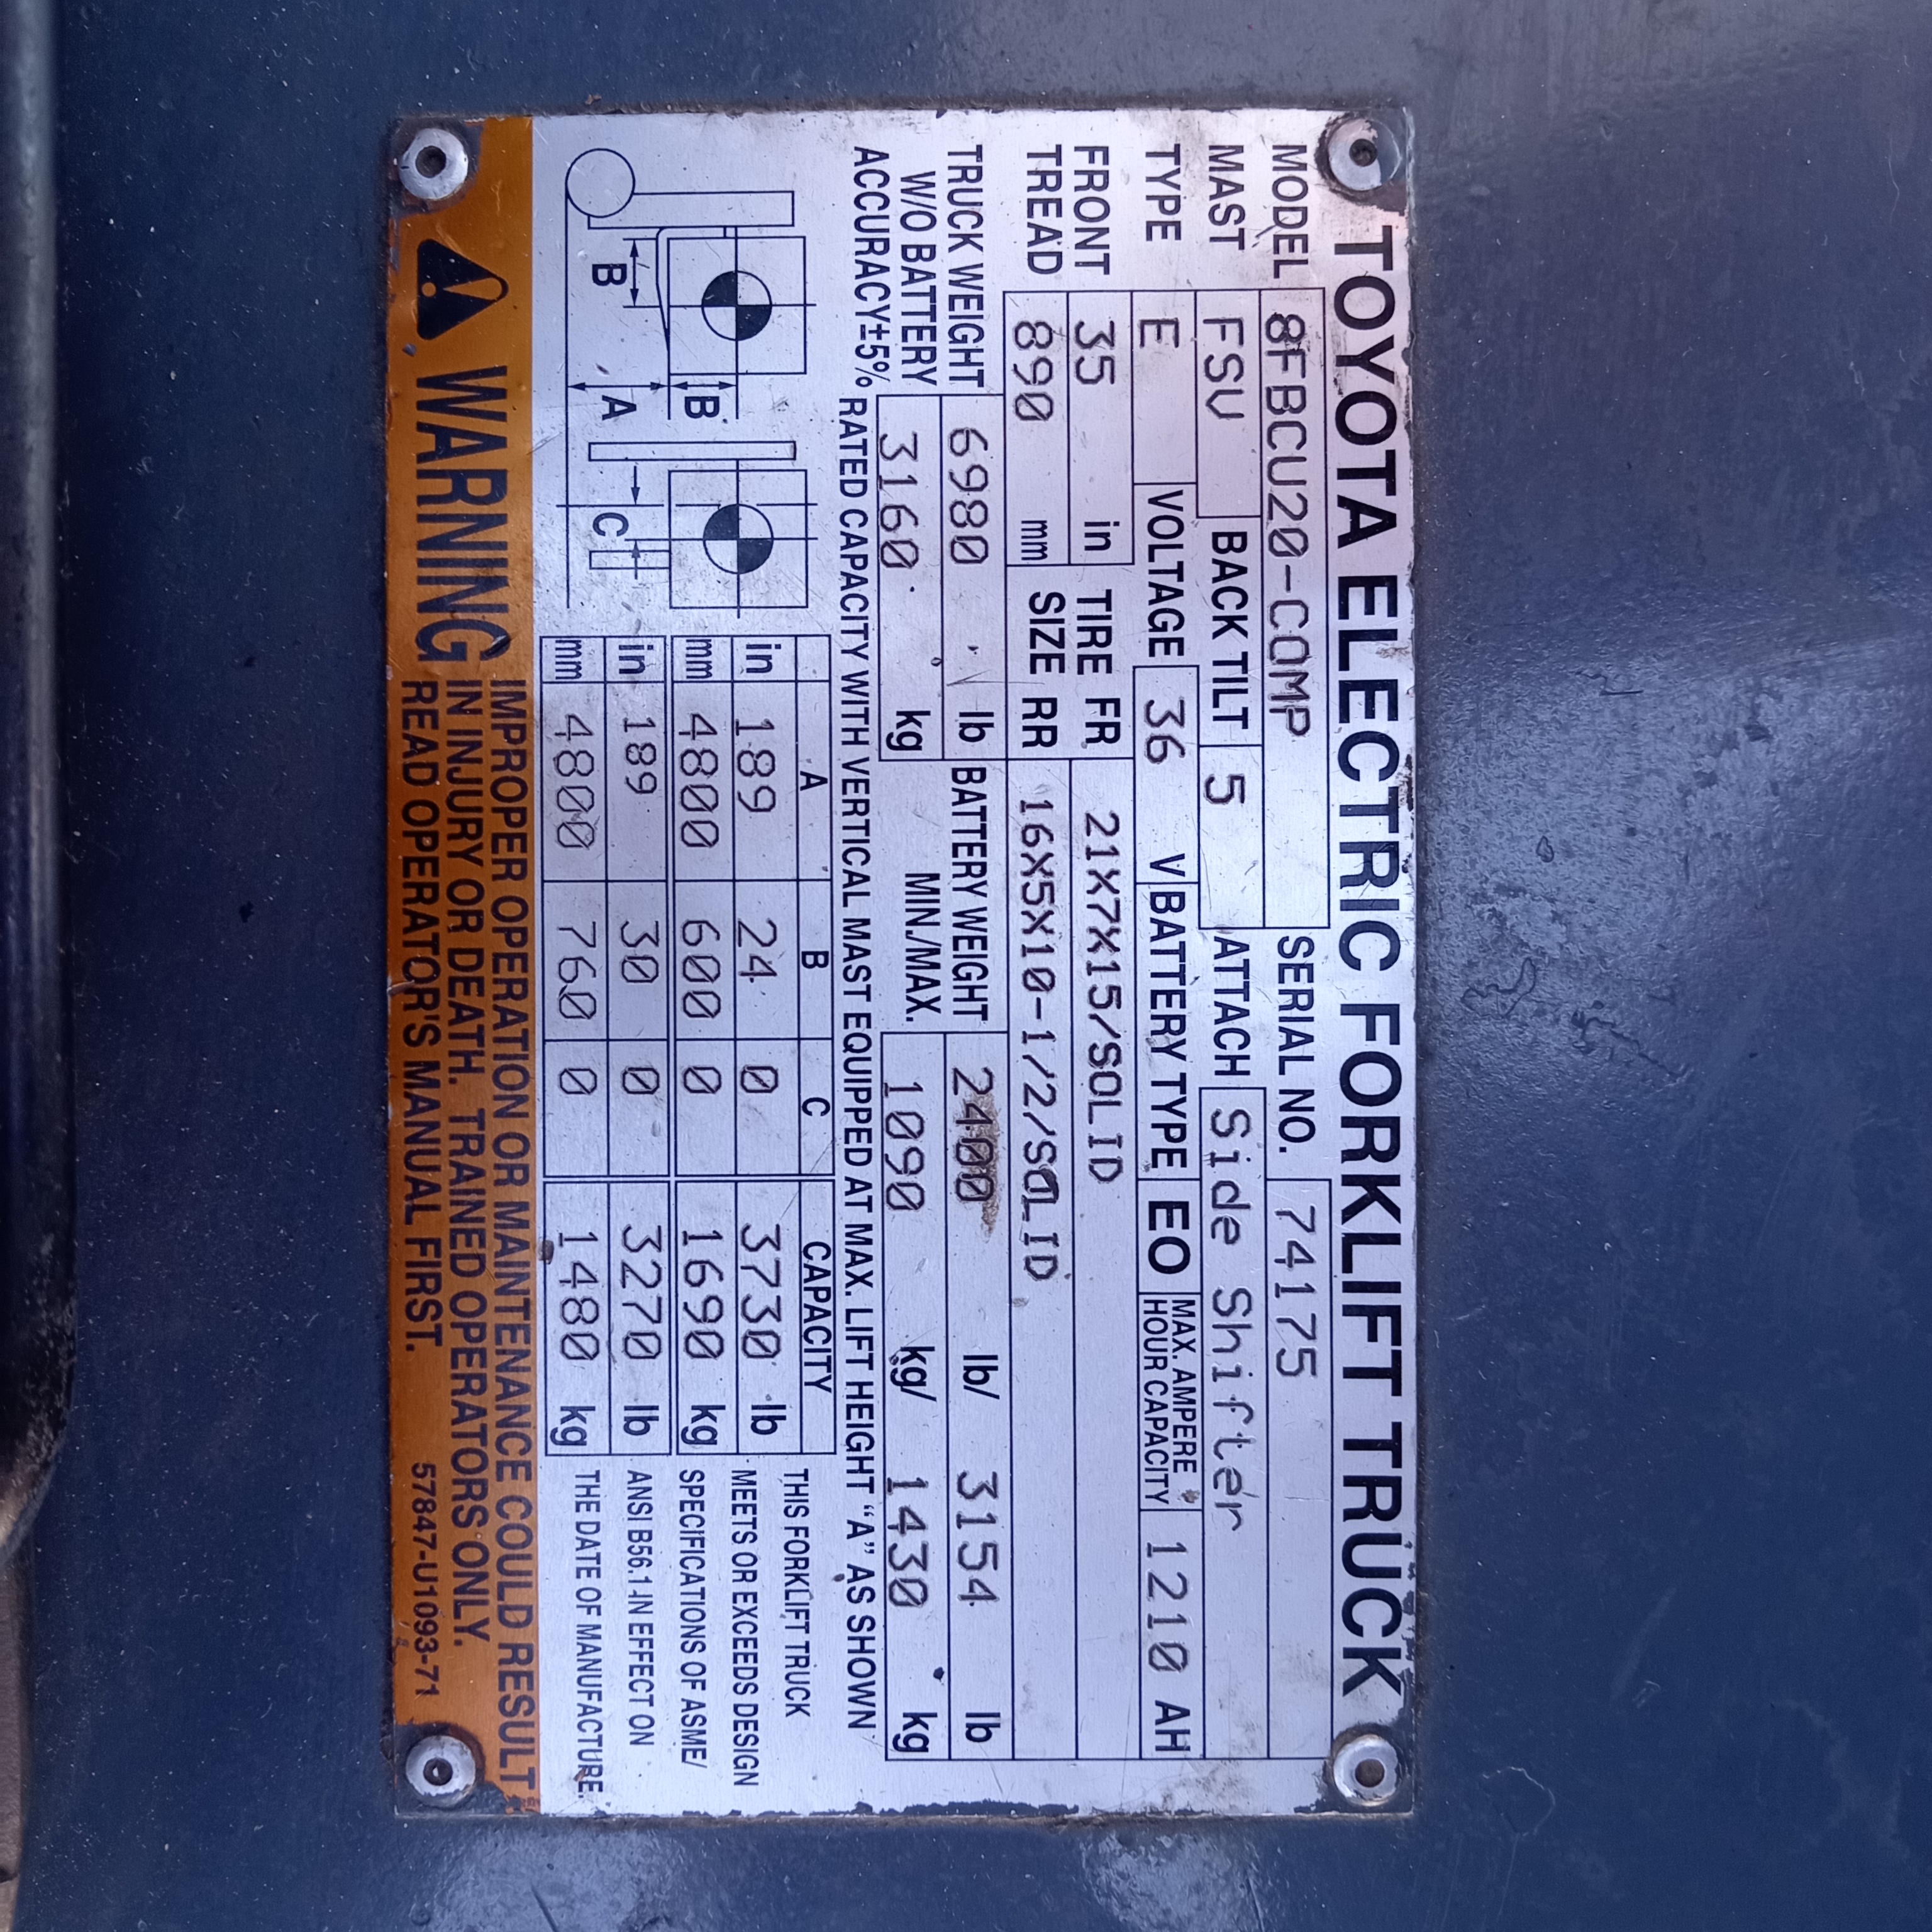 TOYOTA ELECTRIC FORKLIFT TRUCK
MODEL 8FBCU20-COMP SERIAL NO. 74175
MAST FSV BACK TILT 5 ATTACH Side Shifter
TYPE E VOLTAGE 36 V BATTERY TYPE EO MAX. AMPERE HOUR CAPACITY 1210 AH
FRONT 35 in TIRE FR 21X7X15/SOLID
TREAD 890 mm SIZE RR 16X5X10-1/2/SOLID
TRUCK WEIGHT 6980 lb BATTERY WEIGHT 2400 lb/ 3154 lb
W/O BATTERY 3160 kg MIN./MAX. 1090 kg/ 1430 kg
ACCURACY±5% RATED CAPACITY WITH VERTICAL MAST EQUIPPED AT MAX. LIFT HEIGHT "A" AS SHOWN
A B C CAPACITY
in 189 24 0 3730 lb
mm 4800 600 0 1690 kg
in 189 30 0 3270 lb
mm 4800 760 0 1480 kg
B
B
A
C
THIS FORKLIFT TRUCK
MEETS OR EXCEEDS DESIGN
SPECIFICATIONS OF ASME/
ANSI B56.1 IN EFFECT ON
THE DATE OF MANUFACTURE.
WARNING
IMPROPER OPERATION OR MAINTENANCE COULD RESULT
IN INJURY OR DEATH. TRAINED OPERATORS ONLY.
READ OPERATOR'S MANUAL FIRST.
57847-U1093-71